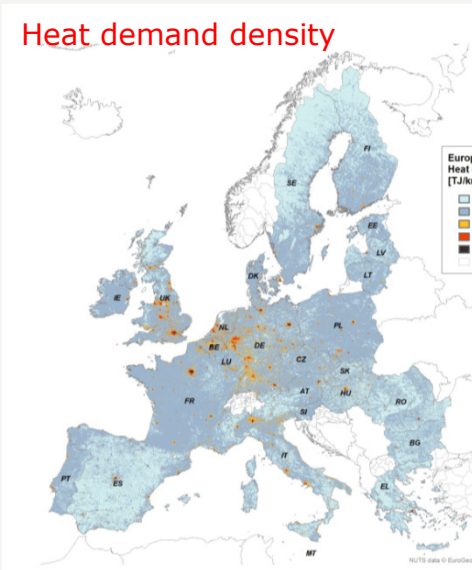 Heat demand density
Europ
Heat
[TJ/k
FI
SE
EE
LV
LT
DK
IE
UK
NL
PL
BE
DE
LU
CZ
SK
FR
AT
HU
SI
RO
BG
IT
PT
ES
EL
MT
NUTS data © EuroGeo